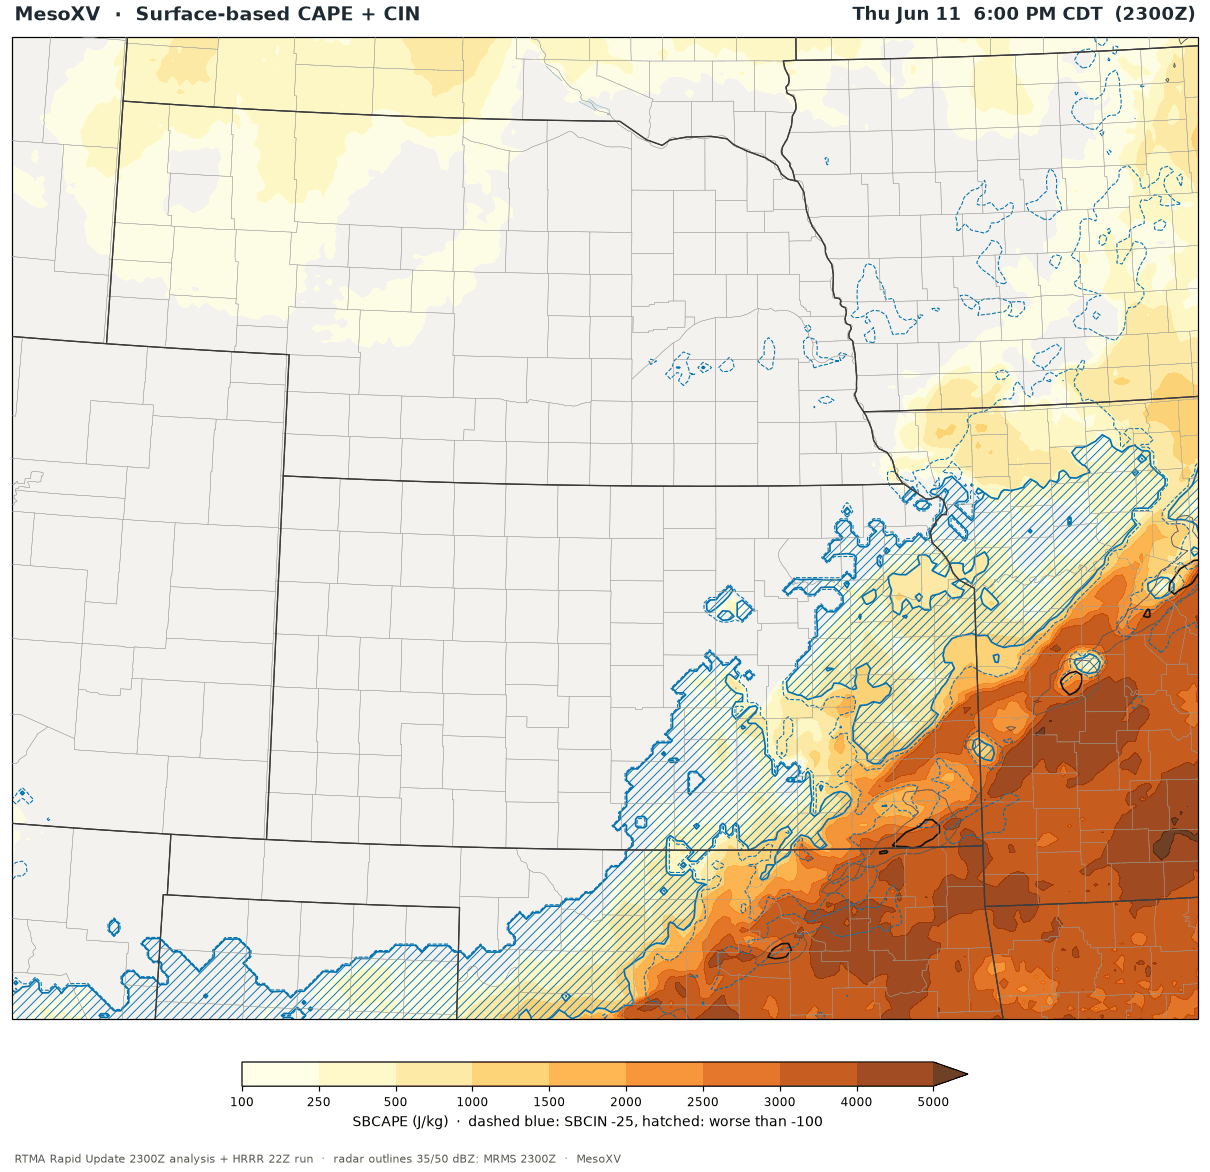 MesoXV · Surface-based CAPE + CIN
Thu Jun 11 6:00 PM CDT (2300Z)
100 250 500 1000 1500 2000 2500 3000 4000 5000
SBCAPE (J/kg) · dashed blue: SBCIN -25, hatched: worse than -100
RTMA Rapid Update 2300Z analysis + HRRR 22Z run · radar outlines 35/50 dBZ: MRMS 2300Z · MesoXV